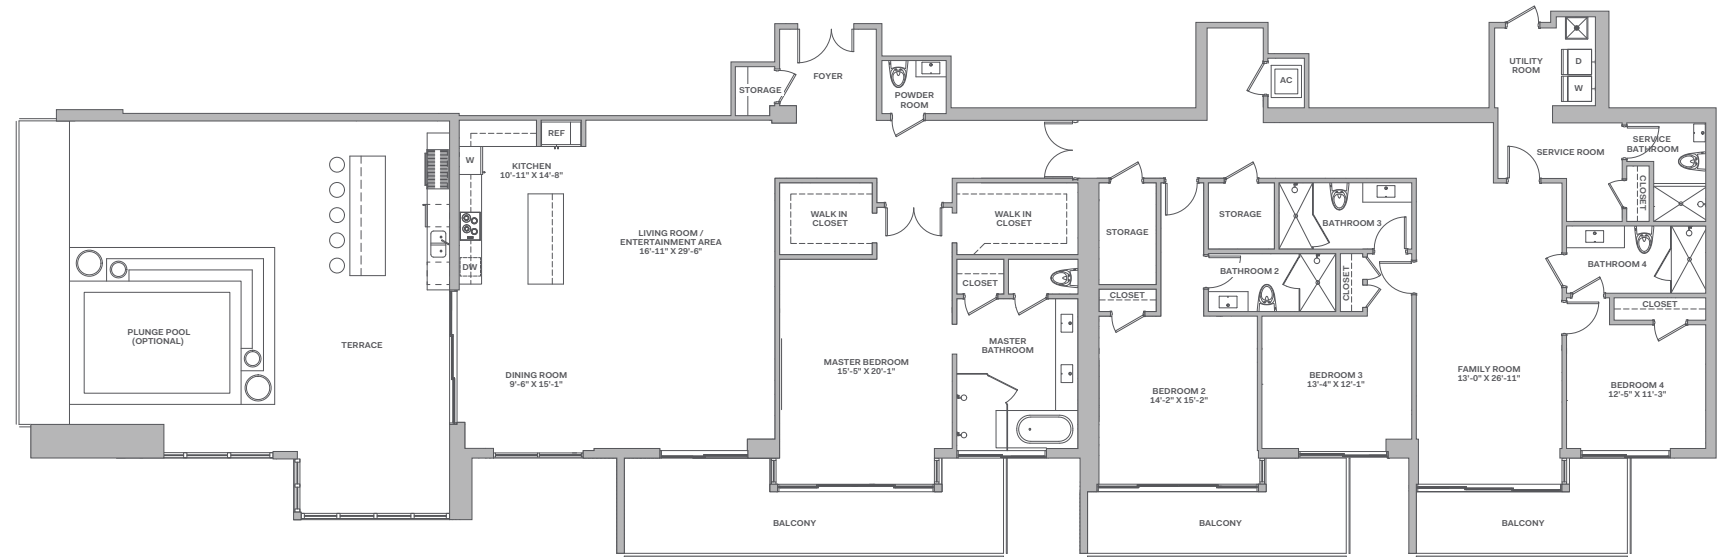 FOYER
STORAGE
POWDER
ROOM
AC
UTILITY
ROOM
D
W
REF
W
KITCHEN
10'-11" X 14'-8"
SERVICE ROOM
SERVICE
BATHROOM
CLOSET
WALK IN
CLOSET
WALK IN
CLOSET
STORAGE
STORAGE
BATHROOM 3
LIVING ROOM /
ENTERTAINMENT AREA
16'-11" X 29'-6"
DW
CLOSET
CLOSET
BATHROOM 2
CLOSET
BATHROOM 4
CLOSET
PLUNGE POOL
(OPTIONAL)
TERRACE
DINING ROOM
9'-6" X 15'-1"
MASTER BEDROOM
15'-5" X 20'-1"
MASTER
BATHROOM
BEDROOM 2
14'-2" X 15'-2"
BEDROOM 3
13'-4" X 12'-1"
FAMILY ROOM
13'-0" X 26'-11"
BEDROOM 4
12'-5" X 11'-3"
BALCONY
BALCONY
BALCONY